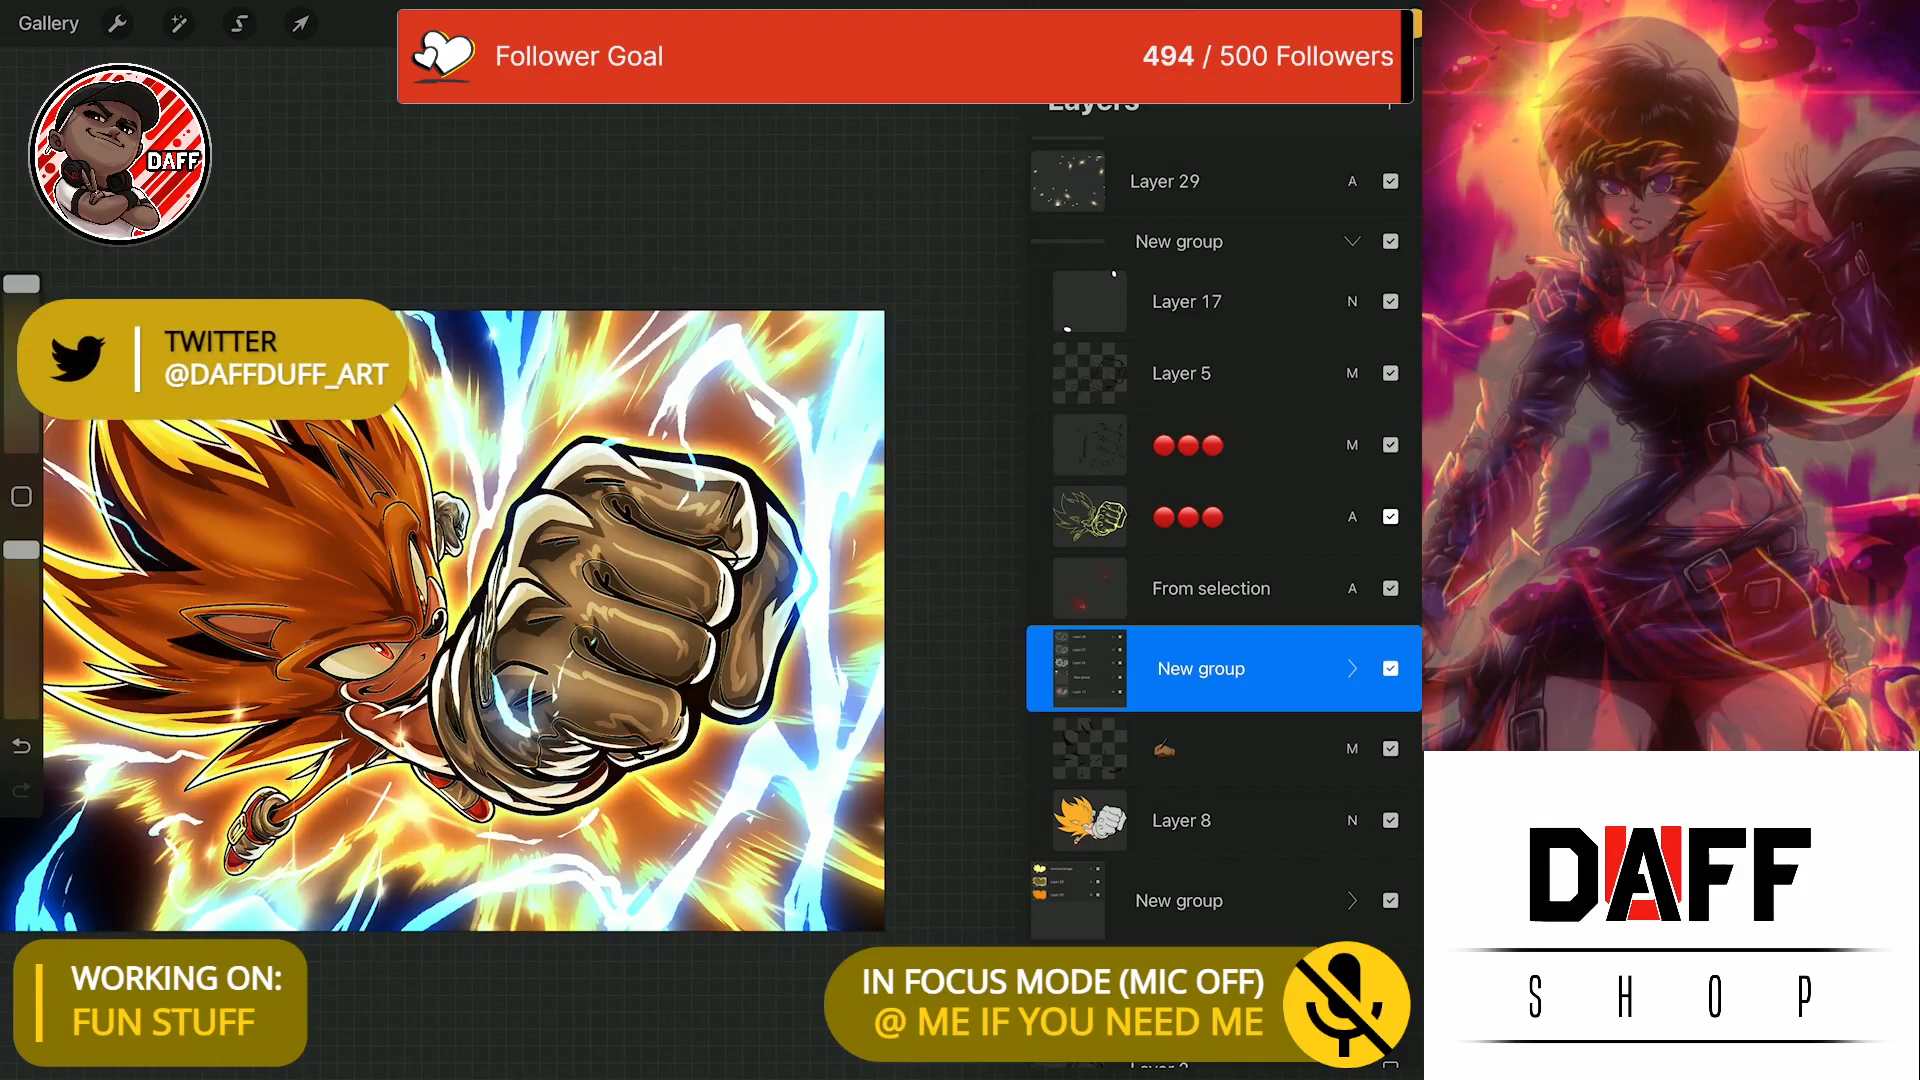 Gallery
Follower Goal
494 / 500 Followers
Layers
DAFF
Layer 29 A
New group
Layer 17 N
TWITTER
@DAFFDUFF_ART
Layer 5 M
M
A
From selection A
New group
M
Layer 8 N
New group
DAFF
SHOP
WORKING ON:
FUN STUFF
IN FOCUS MODE (MIC OFF)
@ ME IF YOU NEED ME